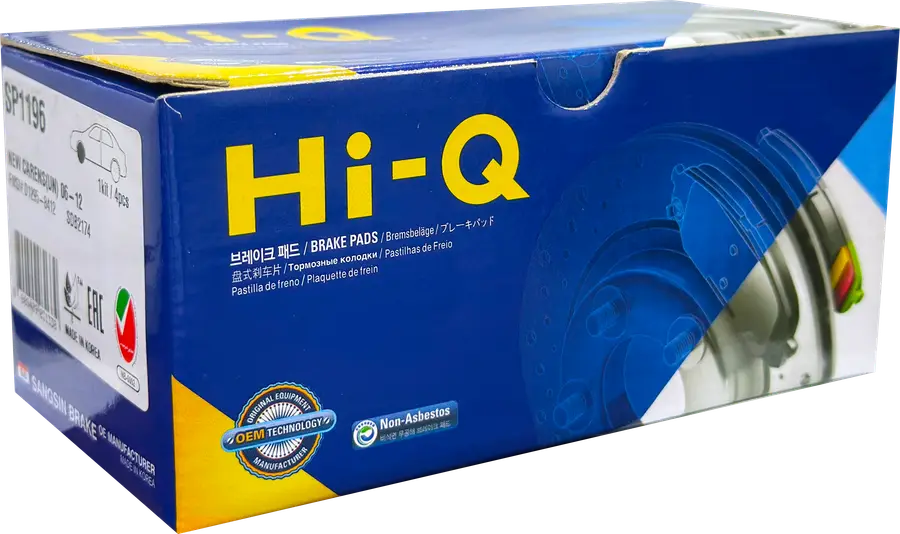 Hi-Q
Hi-Q
브레이크 패드 / BRAKE PADS / Bremsbeläge / ブレーキパッド
盘式刹车片 / Тормозные колодки / Pastilhas de Freio
Pastilla de freno / Plaquette de frein
ORIGINAL EQUIPMENT
OEM TECHNOLOGY
MANUFACTURER
Non-Asbestos
SP1196
1kit / 4pcs
NEW CARENS(UN) 06-12
SDB2174
EAC
MADE IN KOREA
SANGSIN BRAKE OE MANUFACTURER
MADE IN KOREA